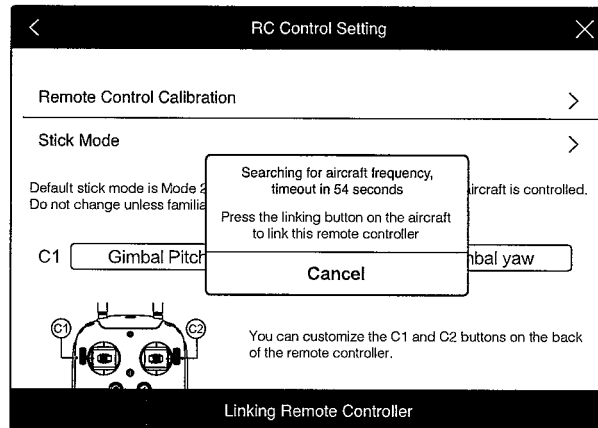 RC Control Setting
Remote Control Calibration
Stick Mode
Default stick mode is Mode 2
ircraft is controlled.
Do not change unless familia
Searching for aircraft frequency,
timeout in 54 seconds
Press the linking button on the aircraft
to link this remote controller
Cancel
C1 Gimbal Pitch
nbal yaw
C1
C2
You can customize the C1 and C2 buttons on the back
of the remote controller.
Linking Remote Controller